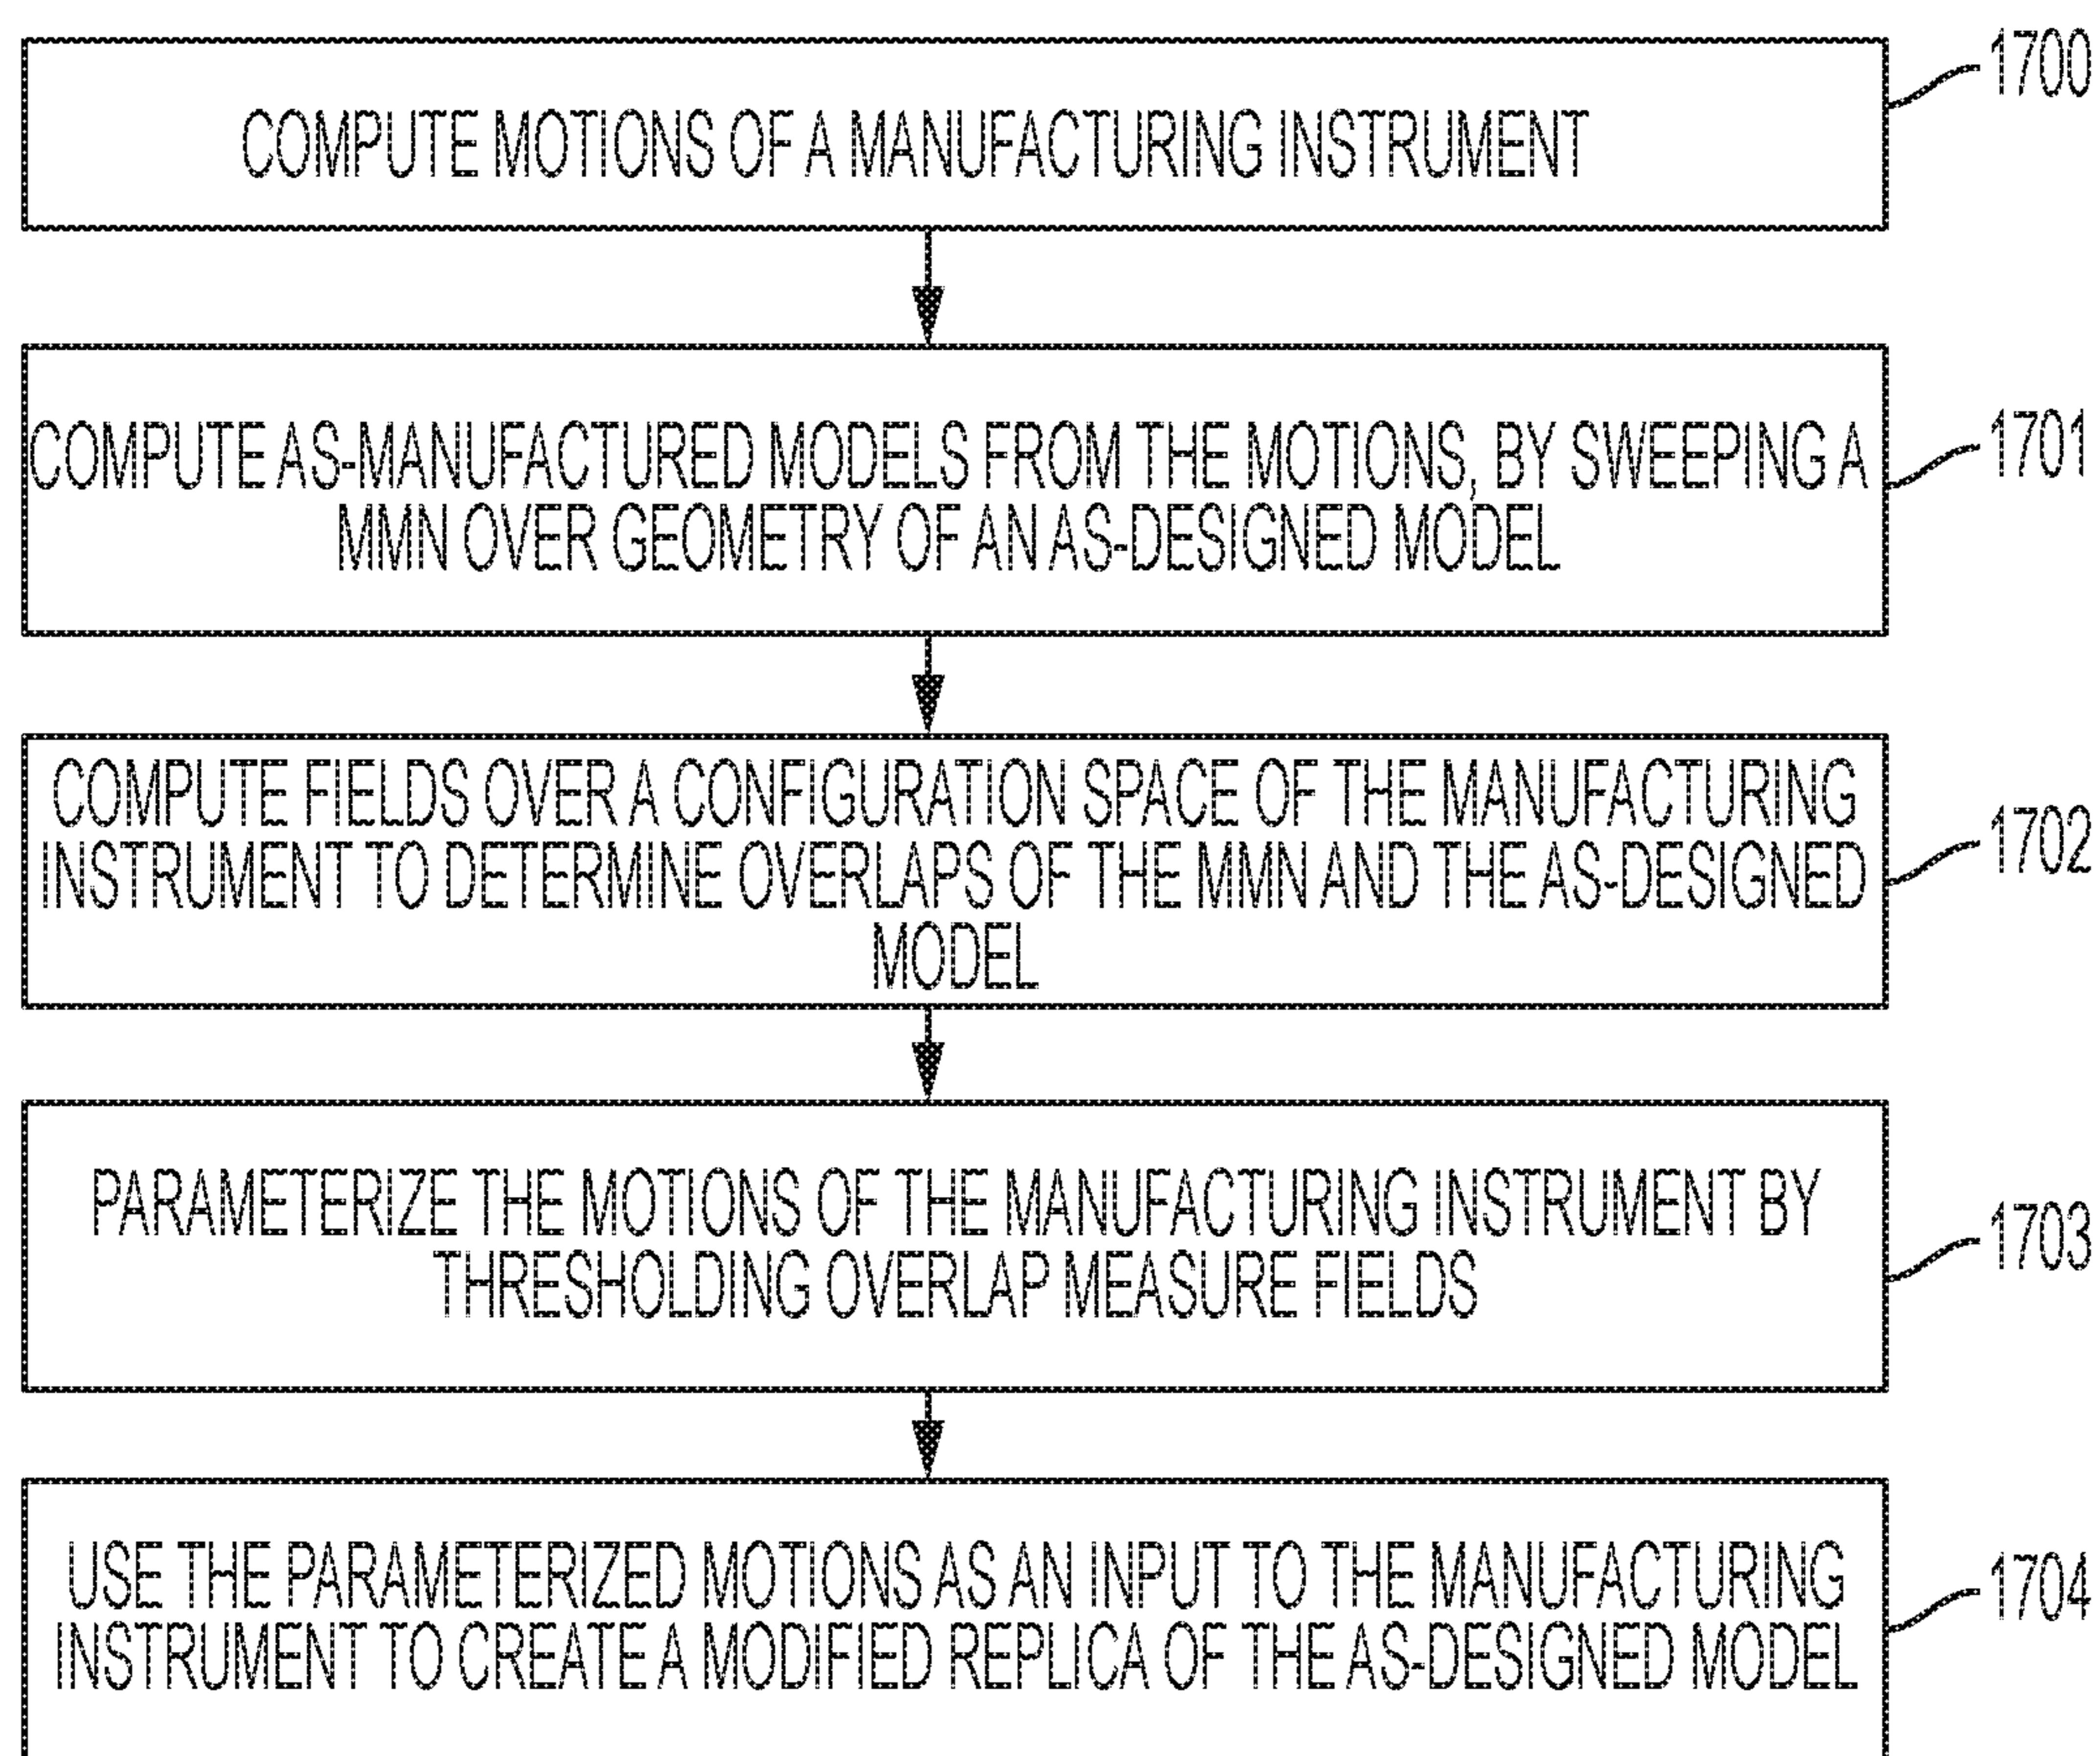 COMPUTE MOTIONS OF A MANUFACTURING INSTRUMENT
1700
COMPUTE AS-MANUFACTURED MODELS FROM THE MOTIONS, BY SWEEPING A
MMN OVER GEOMETRY OF AN AS-DESIGNED MODEL
1701
COMPUTE FIELDS OVER A CONFIGURATION SPACE OF THE MANUFACTURING
INSTRUMENT TO DETERMINE OVERLAPS OF THE MMN AND THE AS-DESIGNED
MODEL
1702
PARAMETERIZE THE MOTIONS OF THE MANUFACTURING INSTRUMENT BY
THRESHOLDING OVERLAP MEASURE FIELDS
1703
USE THE PARAMETERIZED MOTIONS AS AN INPUT TO THE MANUFACTURING
INSTRUMENT TO CREATE A MODIFIED REPLICA OF THE AS-DESIGNED MODEL
1704